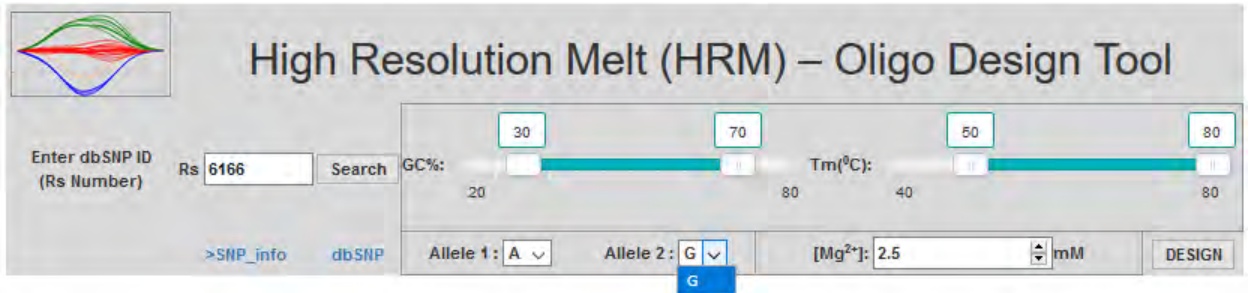 High Resolution Melt (HRM) – Oligo Design Tool
30 70 50 80
Enter dbSNP ID
(Rs Number)
Rs 6166 Search GC%: Tm(⁰C):
20 80 40 80
>SNP_info dbSNP Allele 1 : A Allele 2 : G [Mg²⁺]: 2.5 mM DESIGN
G